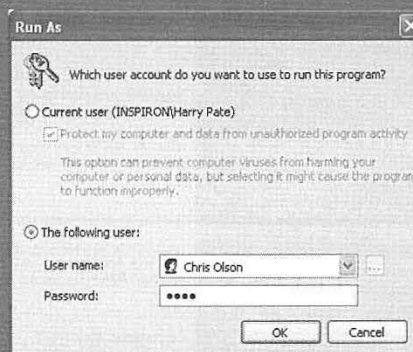 Run As
Which user account do you want to use to run this program?
Current user (INSPIRON\Harry Pate)
Protect my computer and data from unauthorized program activity
This option can prevent computer viruses from harming your
computer or personal data, but selecting it might cause the program
to function improperly.
The following user:
User name:
Chris Olson
...
Password:
••••
OK
Cancel